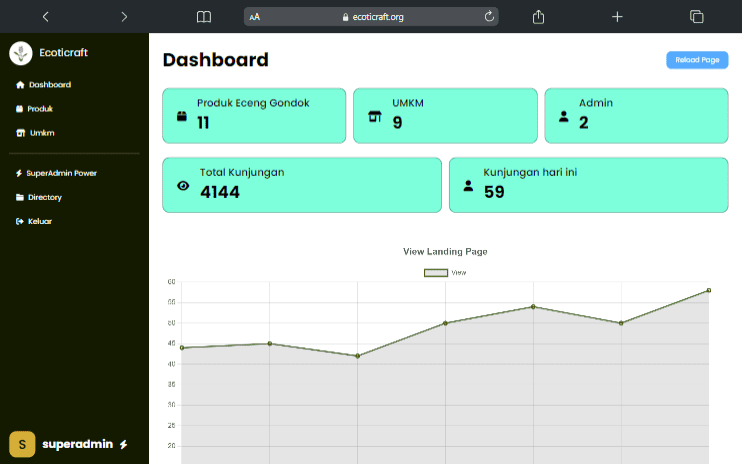 AA ecoticraft.org
Ecoticraft
Dashboard
Produk
Umkm
SuperAdmin Power
Directory
Keluar
S superadmin
Dashboard
Reload Page
Produk Eceng Gondok
11
UMKM
9
Admin
2
Total Kunjungan
4144
Kunjungan hari ini
59
View Landing Page
View
60
55
50
45
40
35
30
25
20